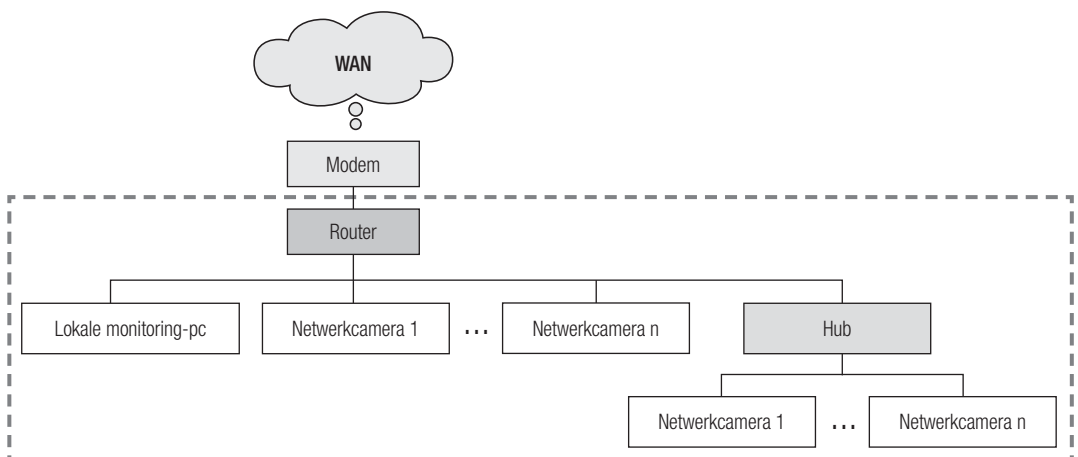 WAN
Modem
Router
Lokale monitoring-pc
Netwerkcamera 1
...
Netwerkcamera n
Hub
Netwerkcamera 1
...
Netwerkcamera n